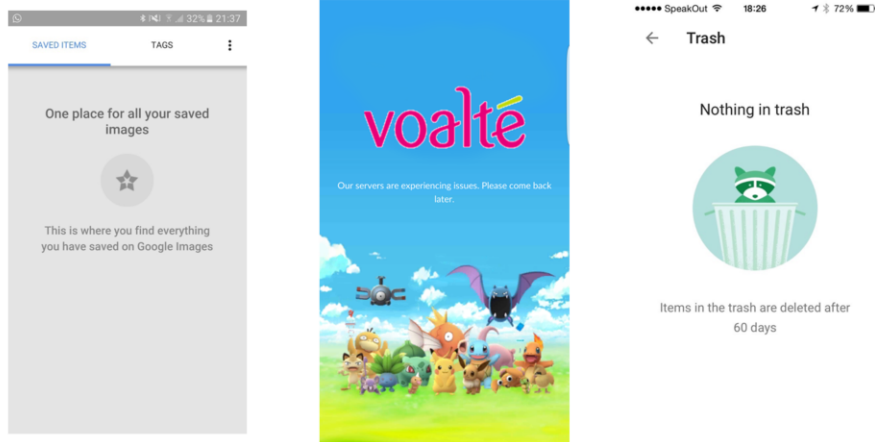 32% 21:37
SAVED ITEMS
TAGS
One place for all your saved
images
This is where you find everything
you have saved on Google Images
voalté
Our servers are experiencing issues. Please come back
later.
SpeakOut 18:26 72%
Trash
Nothing in trash
Items in the trash are deleted after
60 days